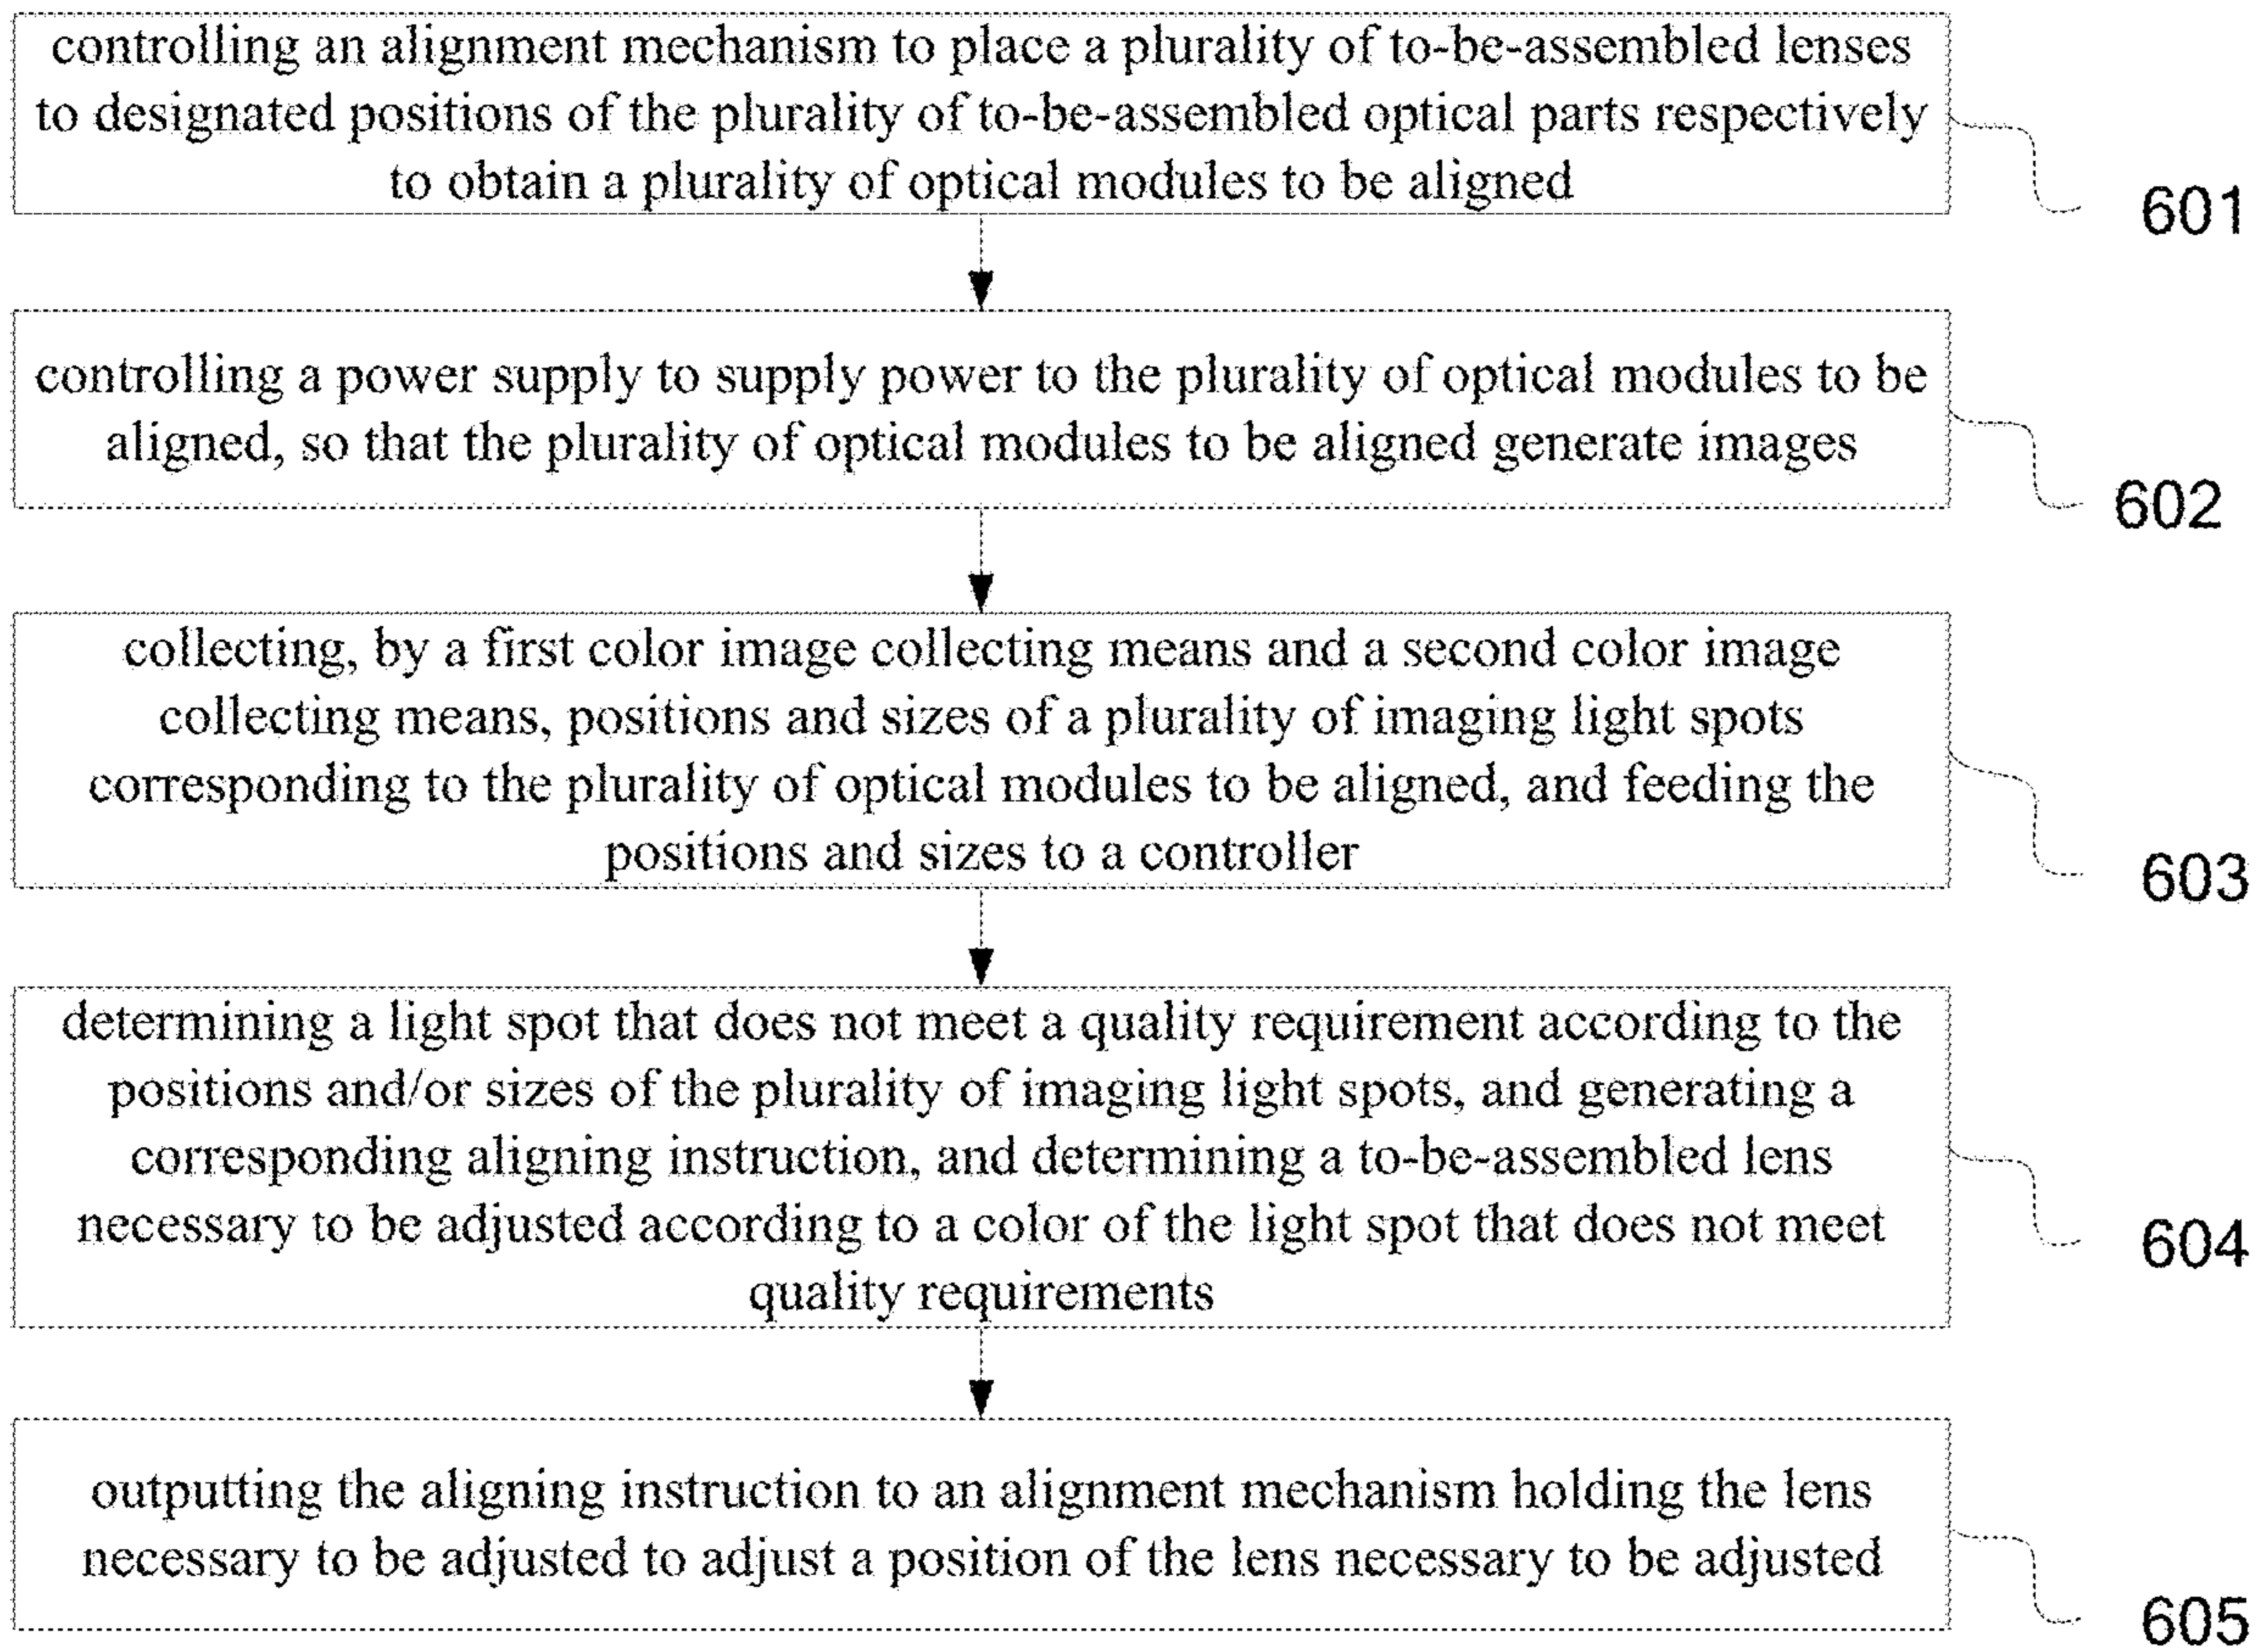 controlling an alignment mechanism to place a plurality of to-be-assembled lenses
to designated positions of the plurality of to-be-assembled optical parts respectively
to obtain a plurality of optical modules to be aligned
601
controlling a power supply to supply power to the plurality of optical modules to be
aligned, so that the plurality of optical modules to be aligned generate images
602
collecting, by a first color image collecting means and a second color image
collecting means, positions and sizes of a plurality of imaging light spots
corresponding to the plurality of optical modules to be aligned, and feeding the
positions and sizes to a controller
603
determining a light spot that does not meet a quality requirement according to the
positions and/or sizes of the plurality of imaging light spots, and generating a
corresponding aligning instruction, and determining a to-be-assembled lens
necessary to be adjusted according to a color of the light spot that does not meet
quality requirements
604
outputting the aligning instruction to an alignment mechanism holding the lens
necessary to be adjusted to adjust a position of the lens necessary to be adjusted
605